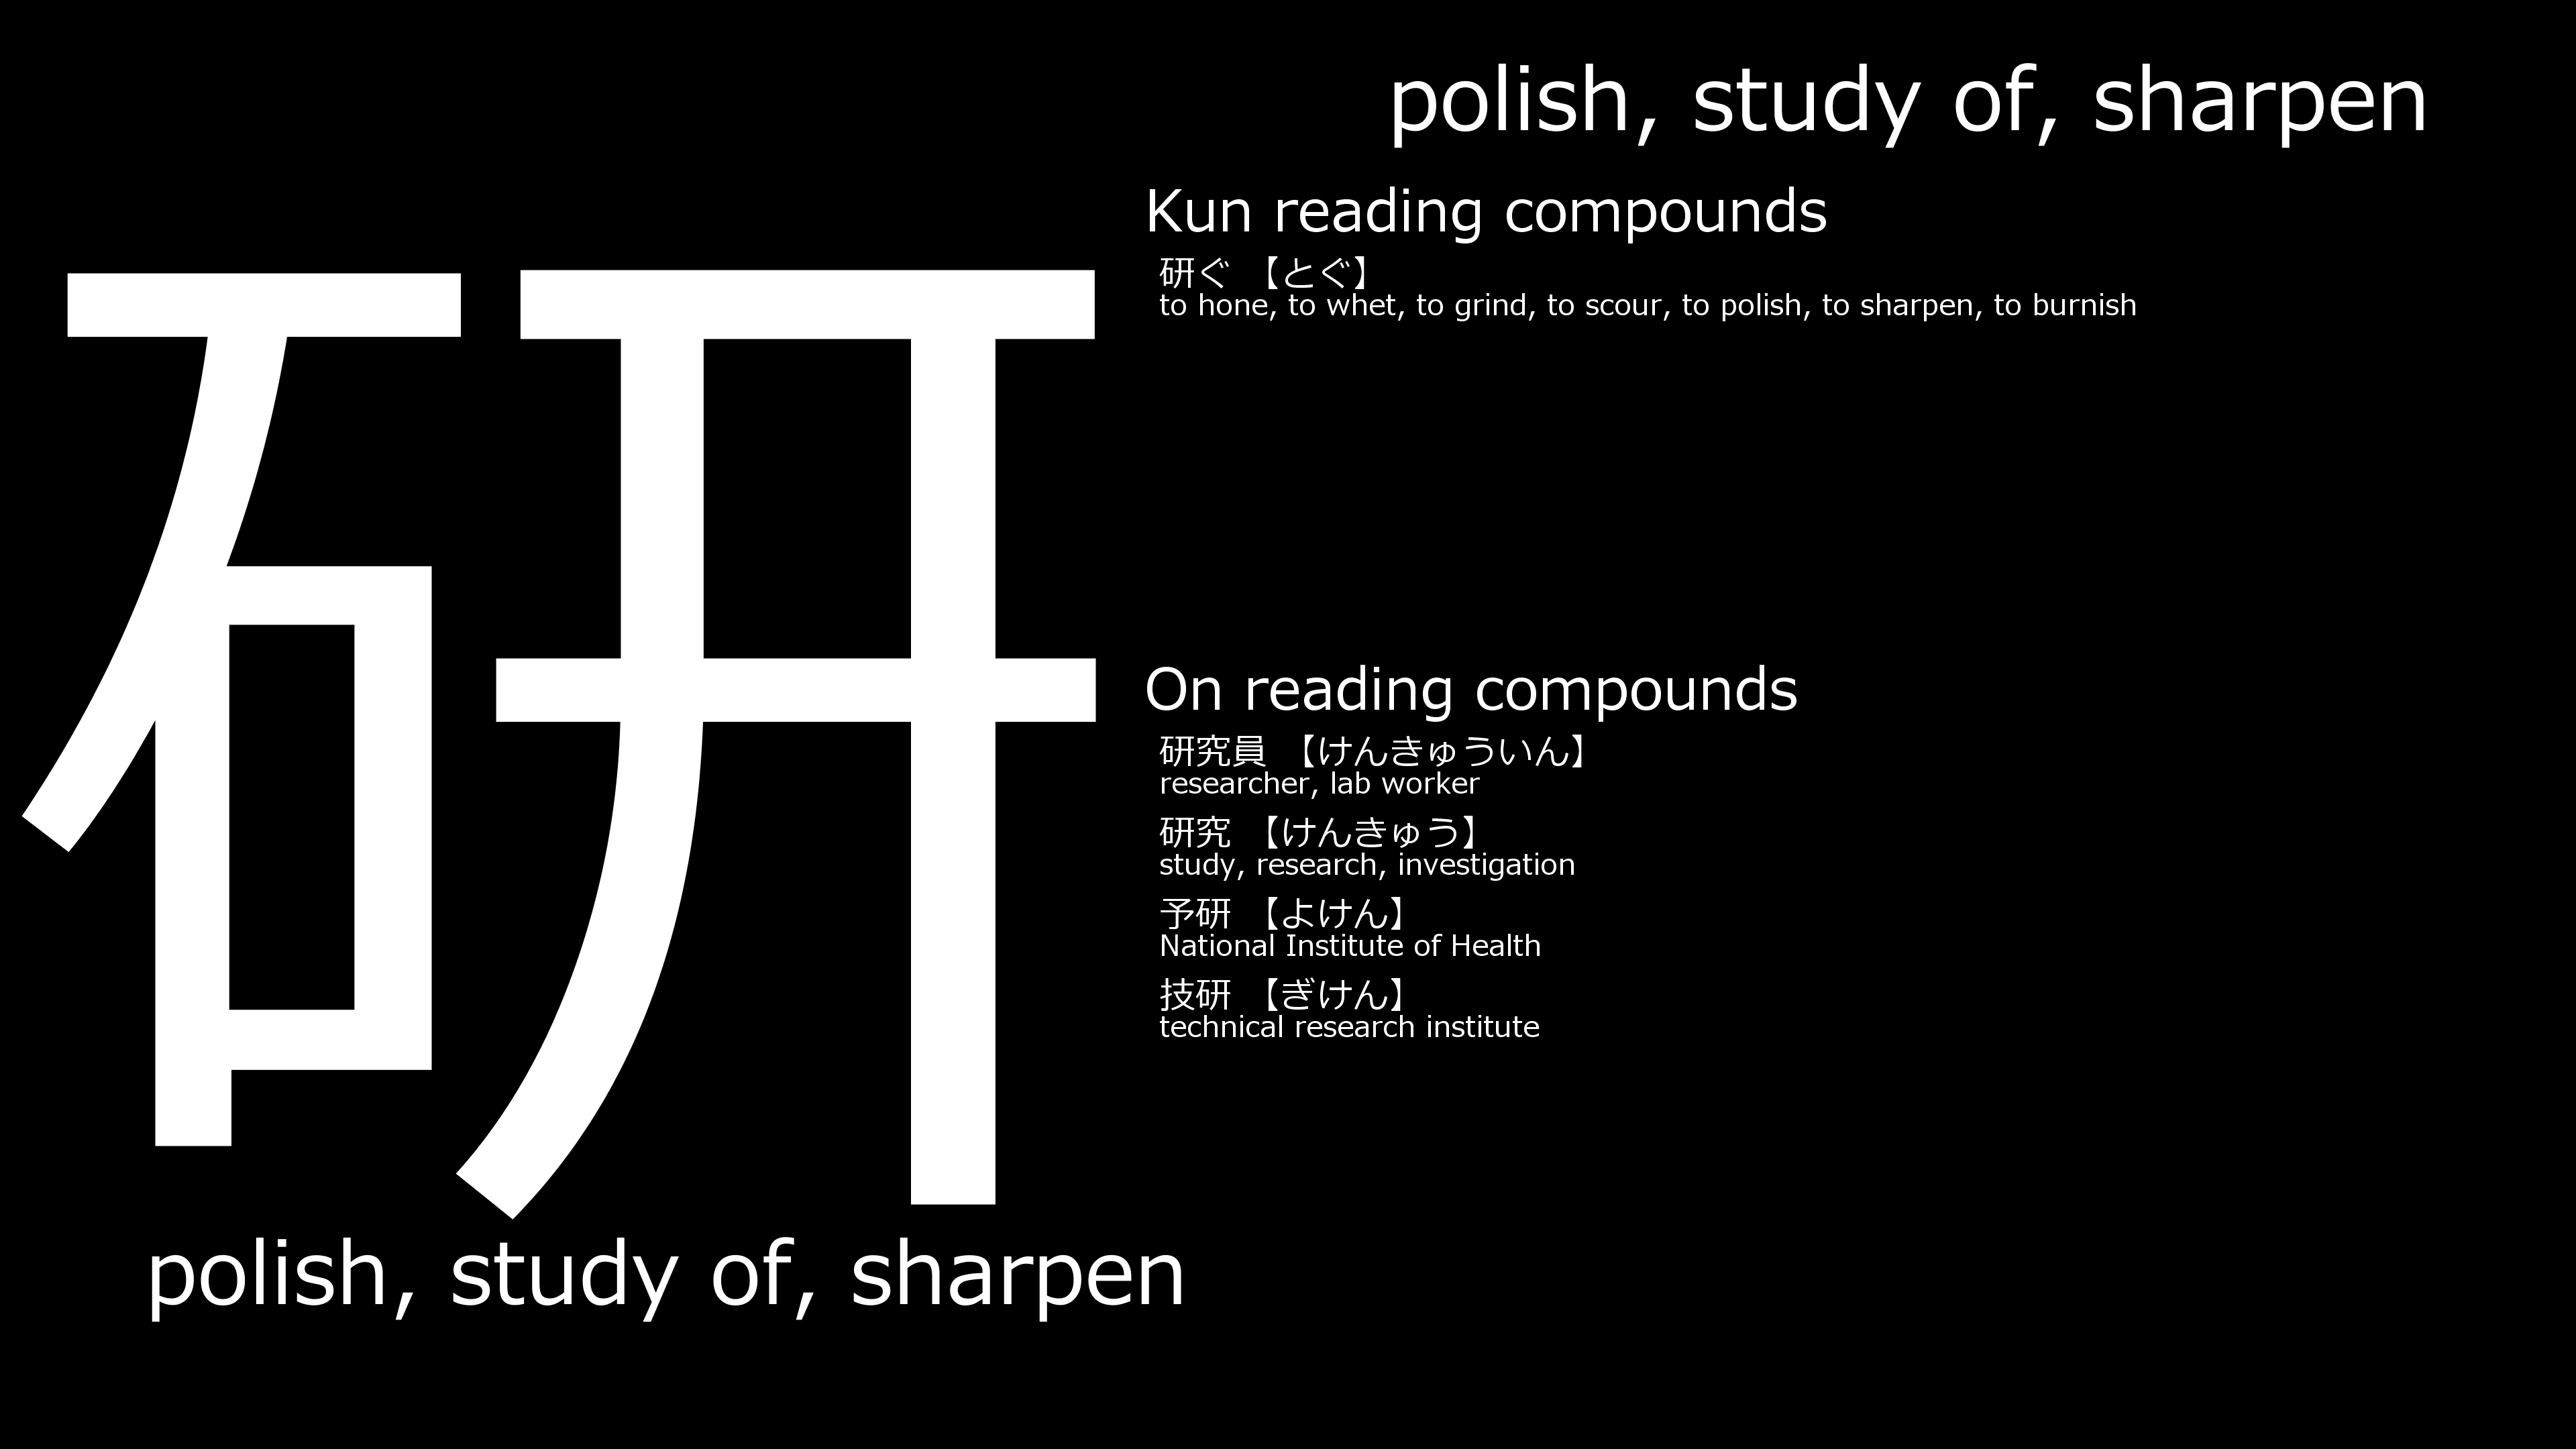 研
polish, study of, sharpen
polish, study of, sharpen
Kun reading compounds
研ぐ 【とぐ】
to hone, to whet, to grind, to scour, to polish, to sharpen, to burnish
On reading compounds
研究員 【けんきゅういん】
researcher, lab worker
研究 【けんきゅう】
study, research, investigation
予研 【よけん】
National Institute of Health
技研 【ぎけん】
technical research institute